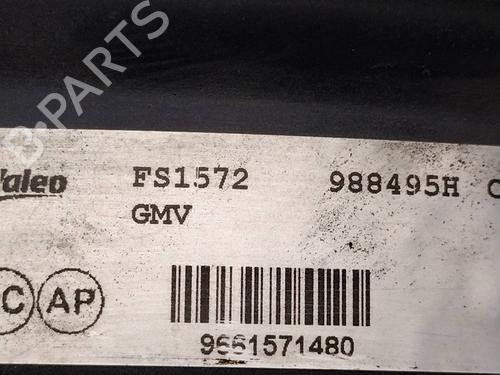 B-PARTS
Valeo FS1572 988495H
GMV
C AP
9661571480